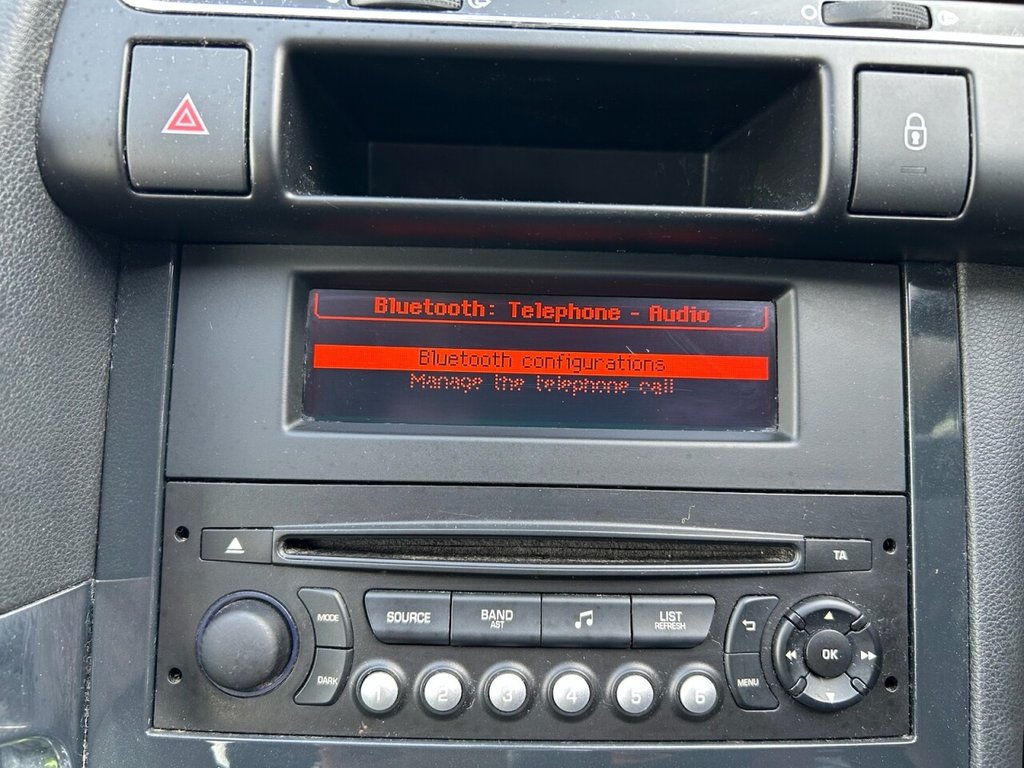 Bluetooth: Telephone - Audio
Bluetooth configurations
Manage the telephone call
TA
MODE
SOURCE
BAND
AST
LIST
REFRESH
DARK
MENU
OK
1 2 3 4 5 6